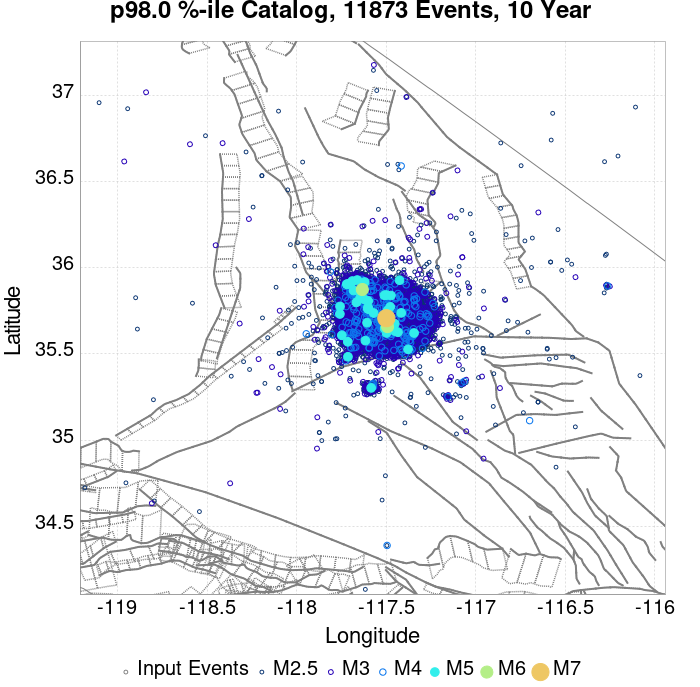 p98.0 %-ile Catalog, 11873 Events, 10 Year
37
36.5
36
35.5
35
34.5
Latitude
-119 -118.5 -118 -117.5 -117 -116.5 -116
Longitude
Input Events M2.5 M3 M4 M5 M6 M7